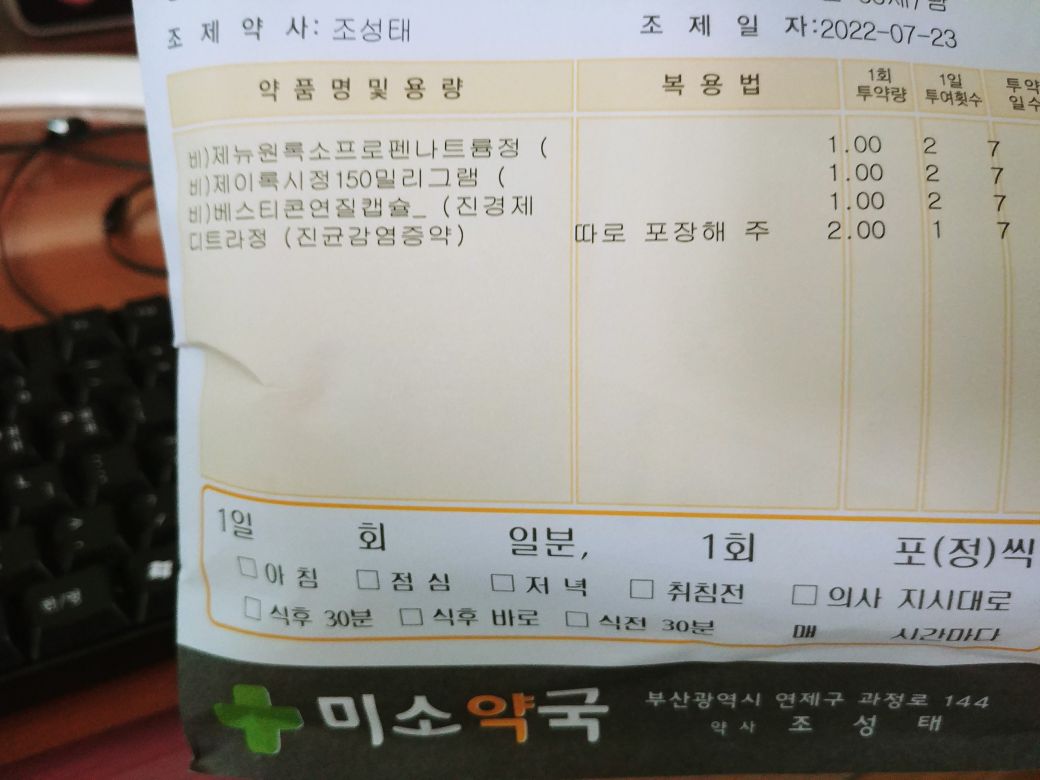 조 제 약 사: 조성태
조 제 일 자:2022-07-23
약 품 명 및 용 량
복 용 법
1회 투약량
1일 투여횟수
투약 일수
비)제뉴원록소프로펜나트륨정 ( 1.00 2 7
비)제이록시정150밀리그램 ( 1.00 2 7
비)베스티콘연질캡슐_ (진경제 1.00 2 7
디트라정 (진균감염증약) 따로 포장해 주 2.00 1 7
1일 회 일분, 1회 포(정)씩
□아 침 □점 심 □저 녁 □취침전 □의사 지시대로
□식후 30분 □식후 바로 □식전 30분 매 시간마다
미소약국
부산광역시 연제구 과정로 144
약 사 조 성 태
한/영